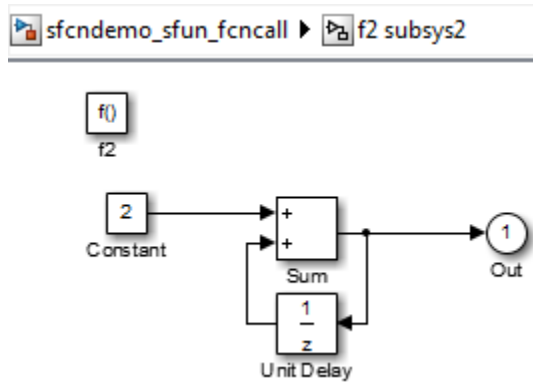 sfcndemo_sfun_fcncall ▶ f2 subsys2
f()
f2
2
Constant
+
+
Sum
1
Out
1
z
Unit Delay